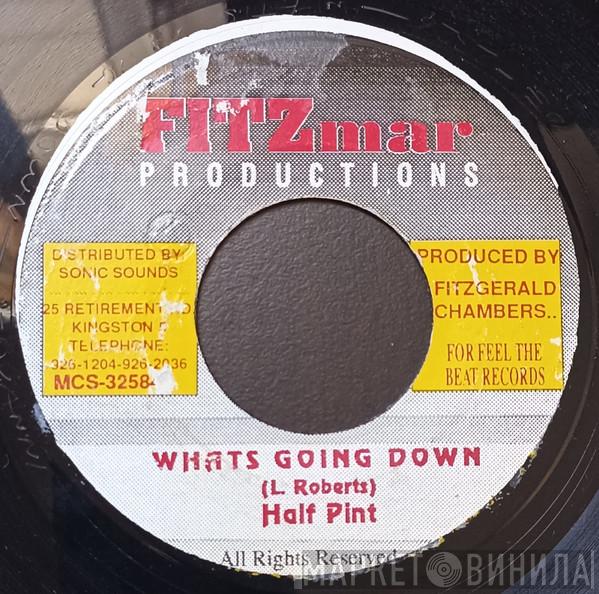 FITZmar
PRODUCTIONS
DISTRIBUTED BY
SONIC SOUNDS
25 RETIREMENT
KINGSTON 5
TELEPHONE:
926-1204-926-2036
MCS-3258
PRODUCED BY
FITZGERALD
CHAMBERS..
FOR FEEL THE
BEAT RECORDS
WHATS GOING DOWN
(L. Roberts)
Half Pint
All Rights Reserved
МАРКЕТ ВИНИЛА